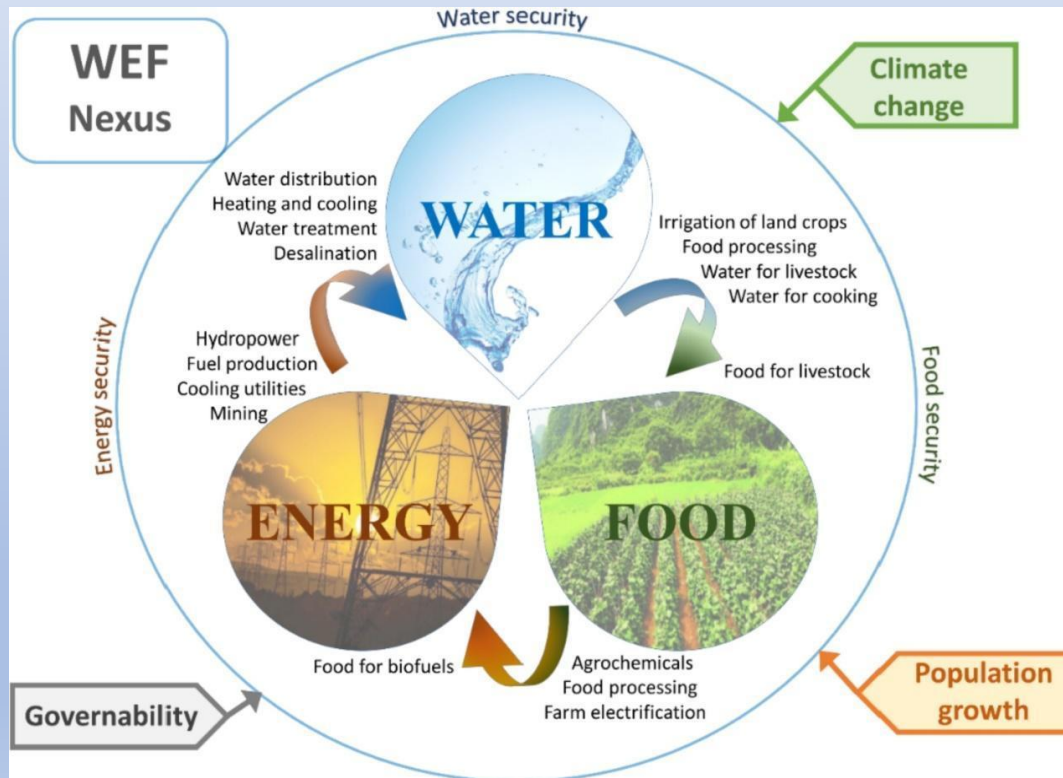 WEF
Nexus
Water security
Climate
change
Water distribution
Heating and cooling
Water treatment
Desalination
WATER
Irrigation of land crops
Food processing
Water for livestock
Water for cooking
Energy security
Hydropower
Fuel production
Cooling utilities
Mining
Food for livestock
Food security
ENERGY
FOOD
Food for biofuels
Agrochemicals
Food processing
Farm electrification
Governability
Population
growth